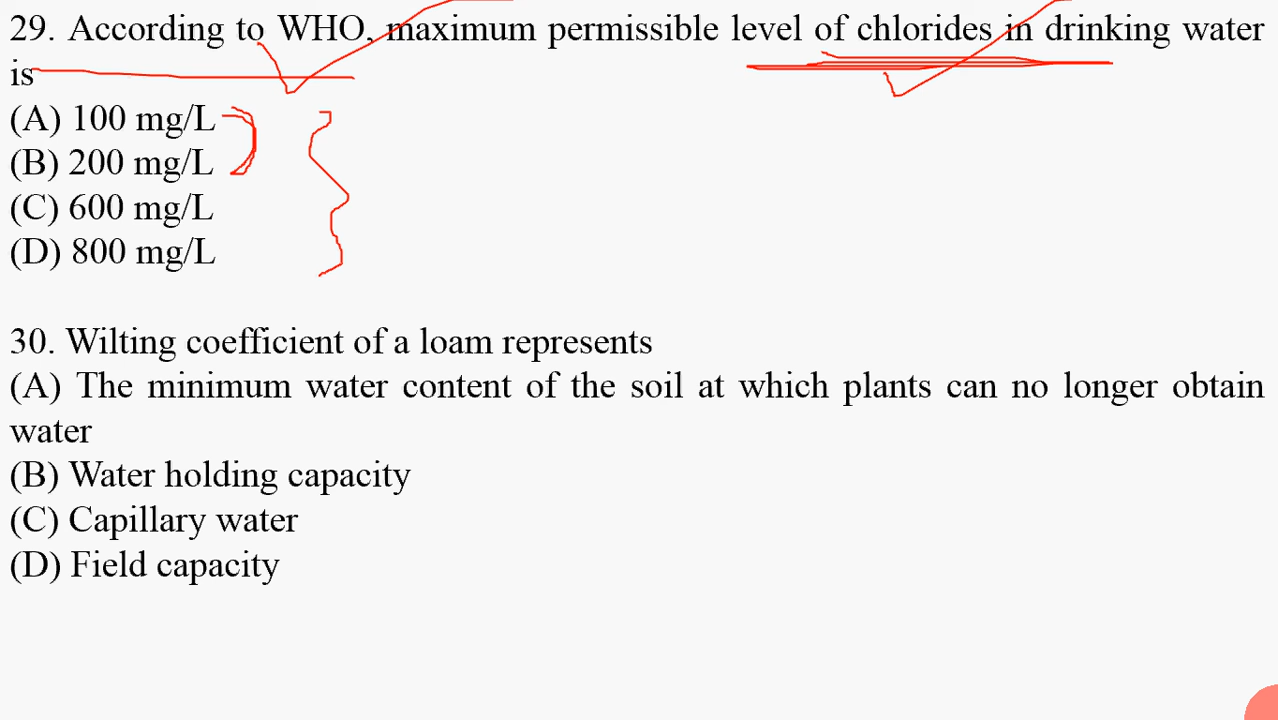 29. According to WHO, maximum permissible level of chlorides in drinking water
is
(A) 100 mg/L
(B) 200 mg/L
(C) 600 mg/L
(D) 800 mg/L
30. Wilting coefficient of a loam represents
(A) The minimum water content of the soil at which plants can no longer obtain
water
(B) Water holding capacity
(C) Capillary water
(D) Field capacity